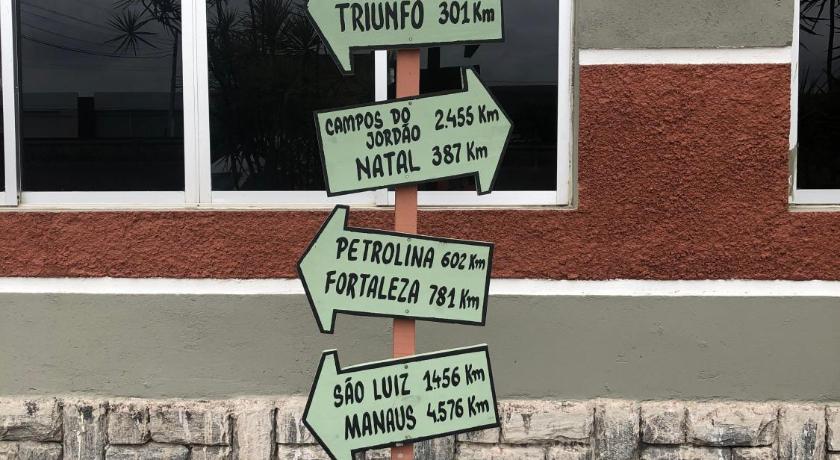 TRIUNFO 301 Km
CAMPOS DO JORDÃO 2.455 Km
NATAL 387 Km
PETROLINA 602 Km
FORTALEZA 781 Km
SÃO LUIZ 1456 Km
MANAUS 4.576 Km